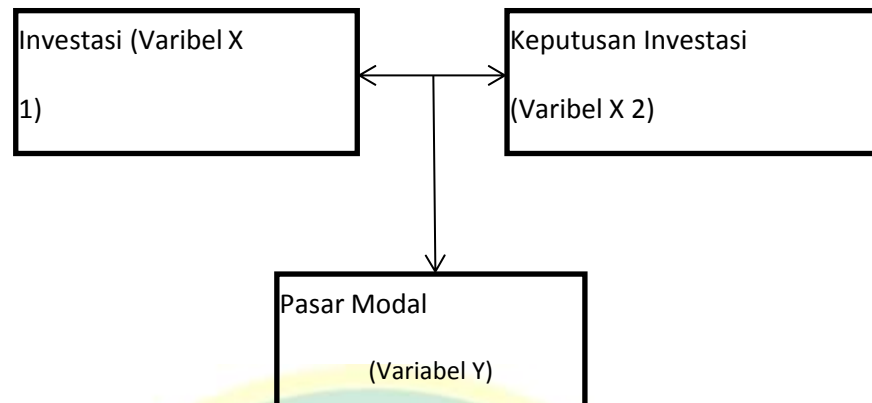 Investasi (Varibel X
1)
Keputusan Investasi
(Varibel X 2)
Pasar Modal
(Variabel Y)